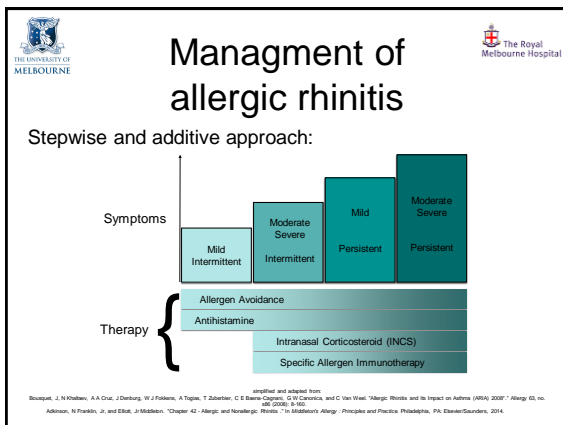 THE UNIVERSITY OF
MELBOURNE
The Royal
Melbourne Hospital
Managment of
allergic rhinitis
Stepwise and additive approach:
Symptoms
Mild
Intermittent
Moderate
Severe
Intermittent
Mild
Persistent
Moderate
Severe
Persistent
Therapy
Allergen Avoidance
Antihistamine
Intranasal Corticosteroid (INCS)
Specific Allergen Immunotherapy
simplified and adapted from:
Bousquet, J, N Khaltaev, A A Cruz, J Denburg, W J Fokkens, A Togias, T Zuberbier, C E Baena-Cagnani, G W Canonica, and C Van Weel. "Allergic Rhinitis and Its Impact on Asthma (ARIA) 2008". " Allergy 63, no.
s86 (2008): 8-160.
Adkinson, N Franklin, Jr, and Elliott, Jr Middleton. "Chapter 42 - Allergic and Nonallergic Rhinitis ." In Middleton's Allergy : Principles and Practice. Philadelphia, PA: Elsevier/Saunders, 2014.